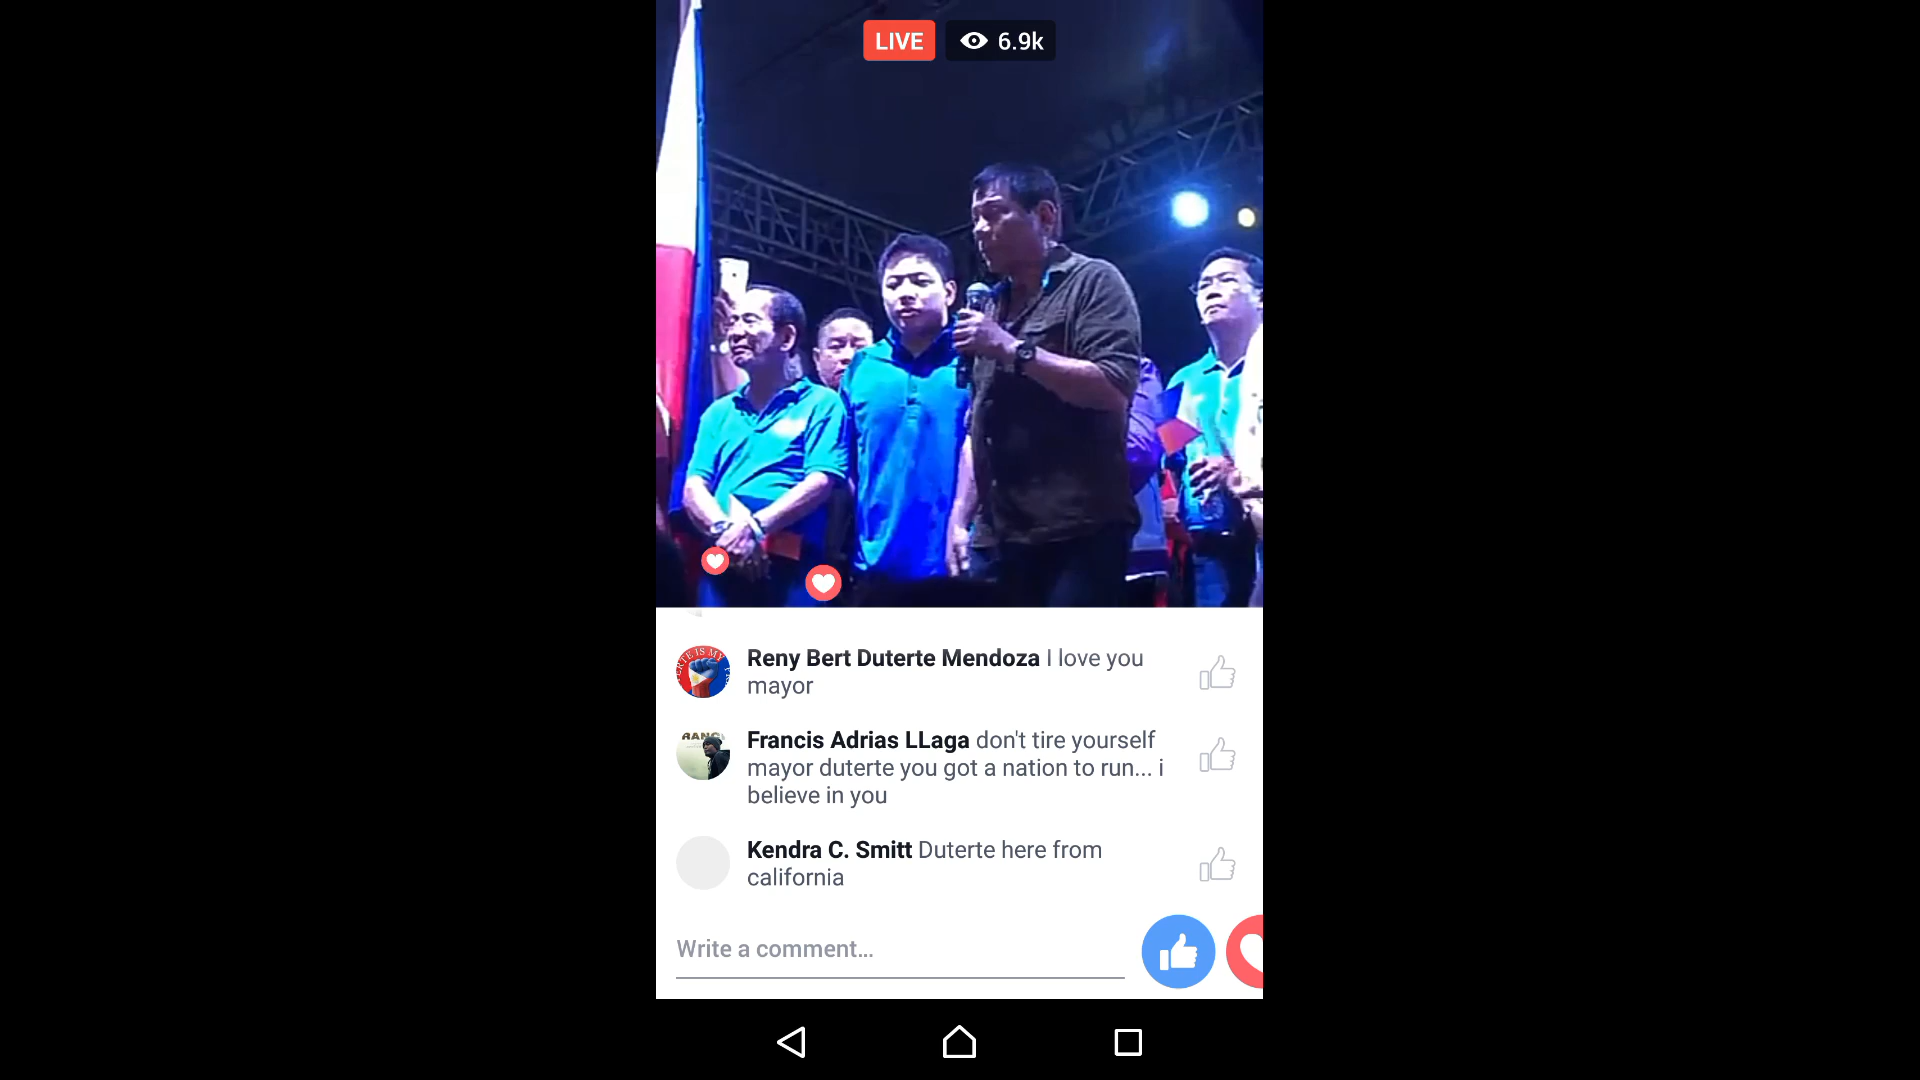 LIVE 6.9k
Reny Bert Duterte Mendoza I love you
mayor
RANC
Francis Adrias LLaga don't tire yourself
mayor duterte you got a nation to run... i
believe in you
Kendra C. Smitt Duterte here from
california
Write a comment...